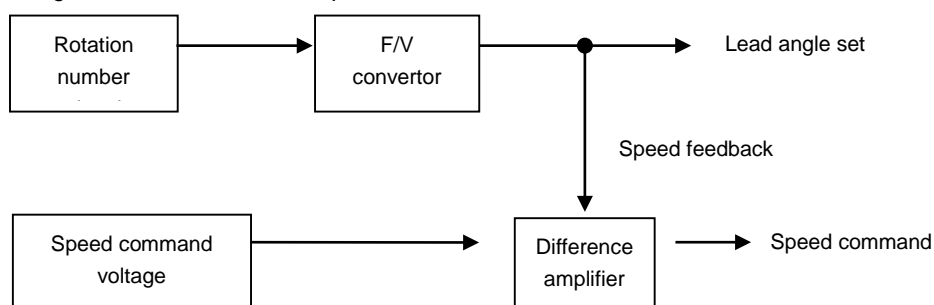 Rotation
number
F/V
convertor
Lead angle set
Speed feedback
Speed command
voltage
Difference
amplifier
Speed command